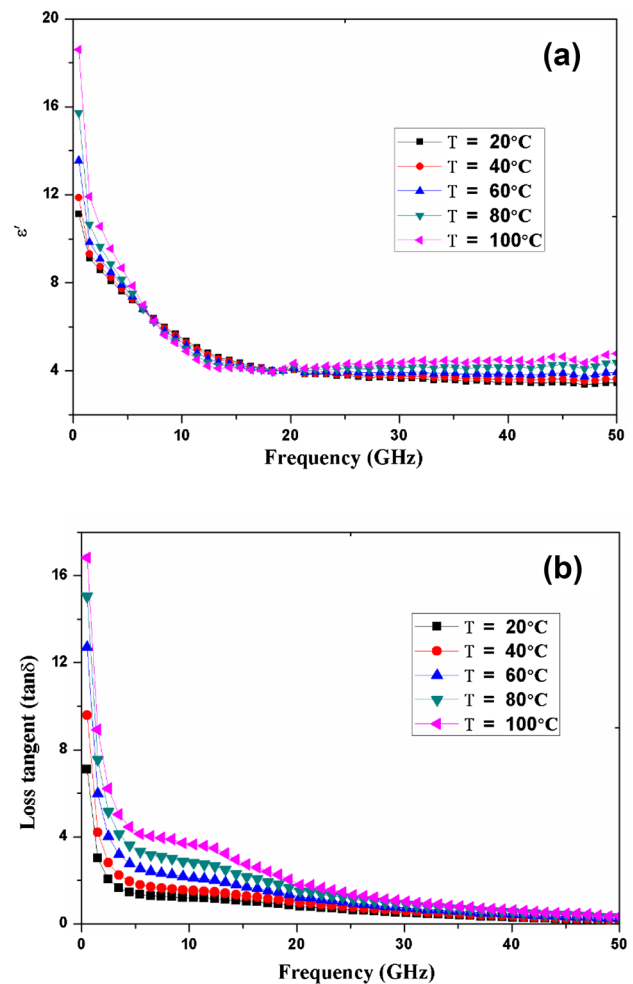 (a)
20
16
12
8
4
ε′
T = 20°C
T = 40°C
T = 60°C
T = 80°C
T = 100°C
0 10 20 30 40 50
Frequency (GHz)
(b)
16
12
8
4
0
Loss tangent (tanδ)
T = 20°C
T = 40°C
T = 60°C
T = 80°C
T = 100°C
0 10 20 30 40 50
Frequency (GHz)